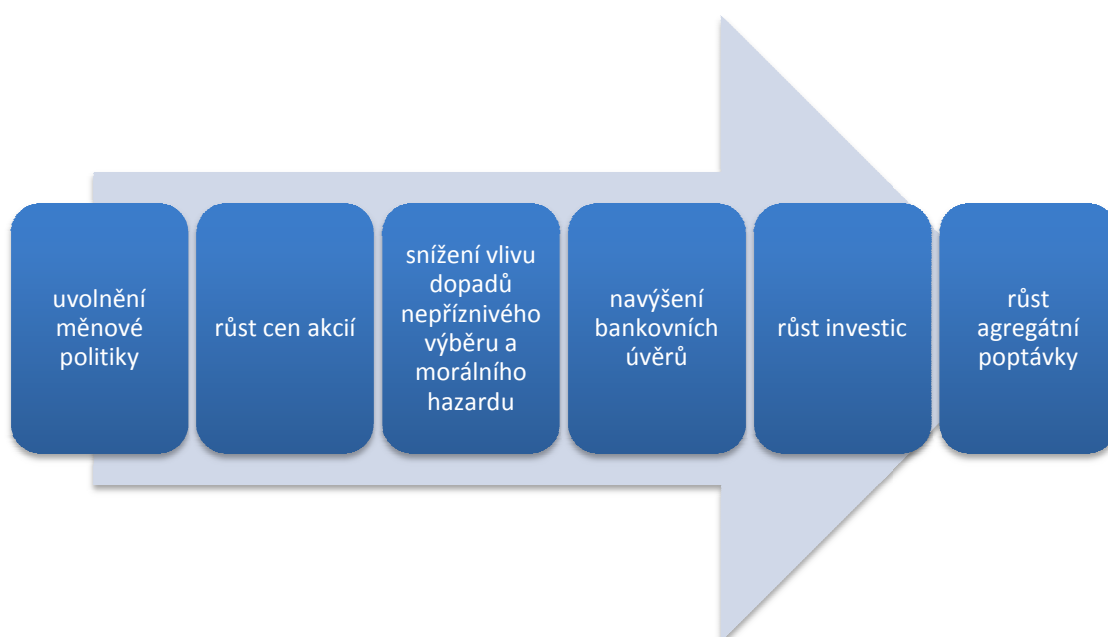 uvolnění
měnové
politiky
růst cen akcií
snížení vlivu
dopadů
nepříznivého
výběru a
morálního
hazardu
navýšení
bankovních
úvěrů
růst investic
růst
agregátní
poptávky